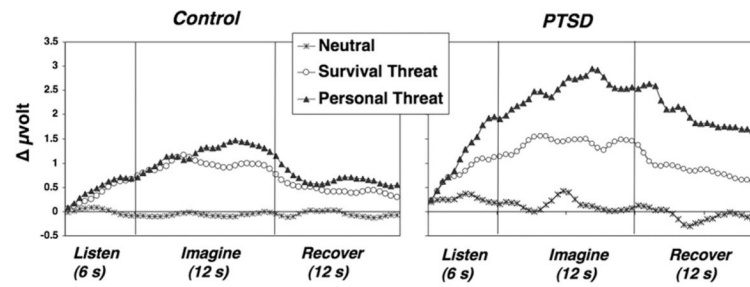 Control
PTSD
Neutral
Survival Threat
Personal Threat
Δ μvolt
3.5
3
2.5
2
1.5
1
0.5
0
-0.5
Listen
(6 s)
Imagine
(12 s)
Recover
(12 s)
Listen
(6 s)
Imagine
(12 s)
Recover
(12 s)